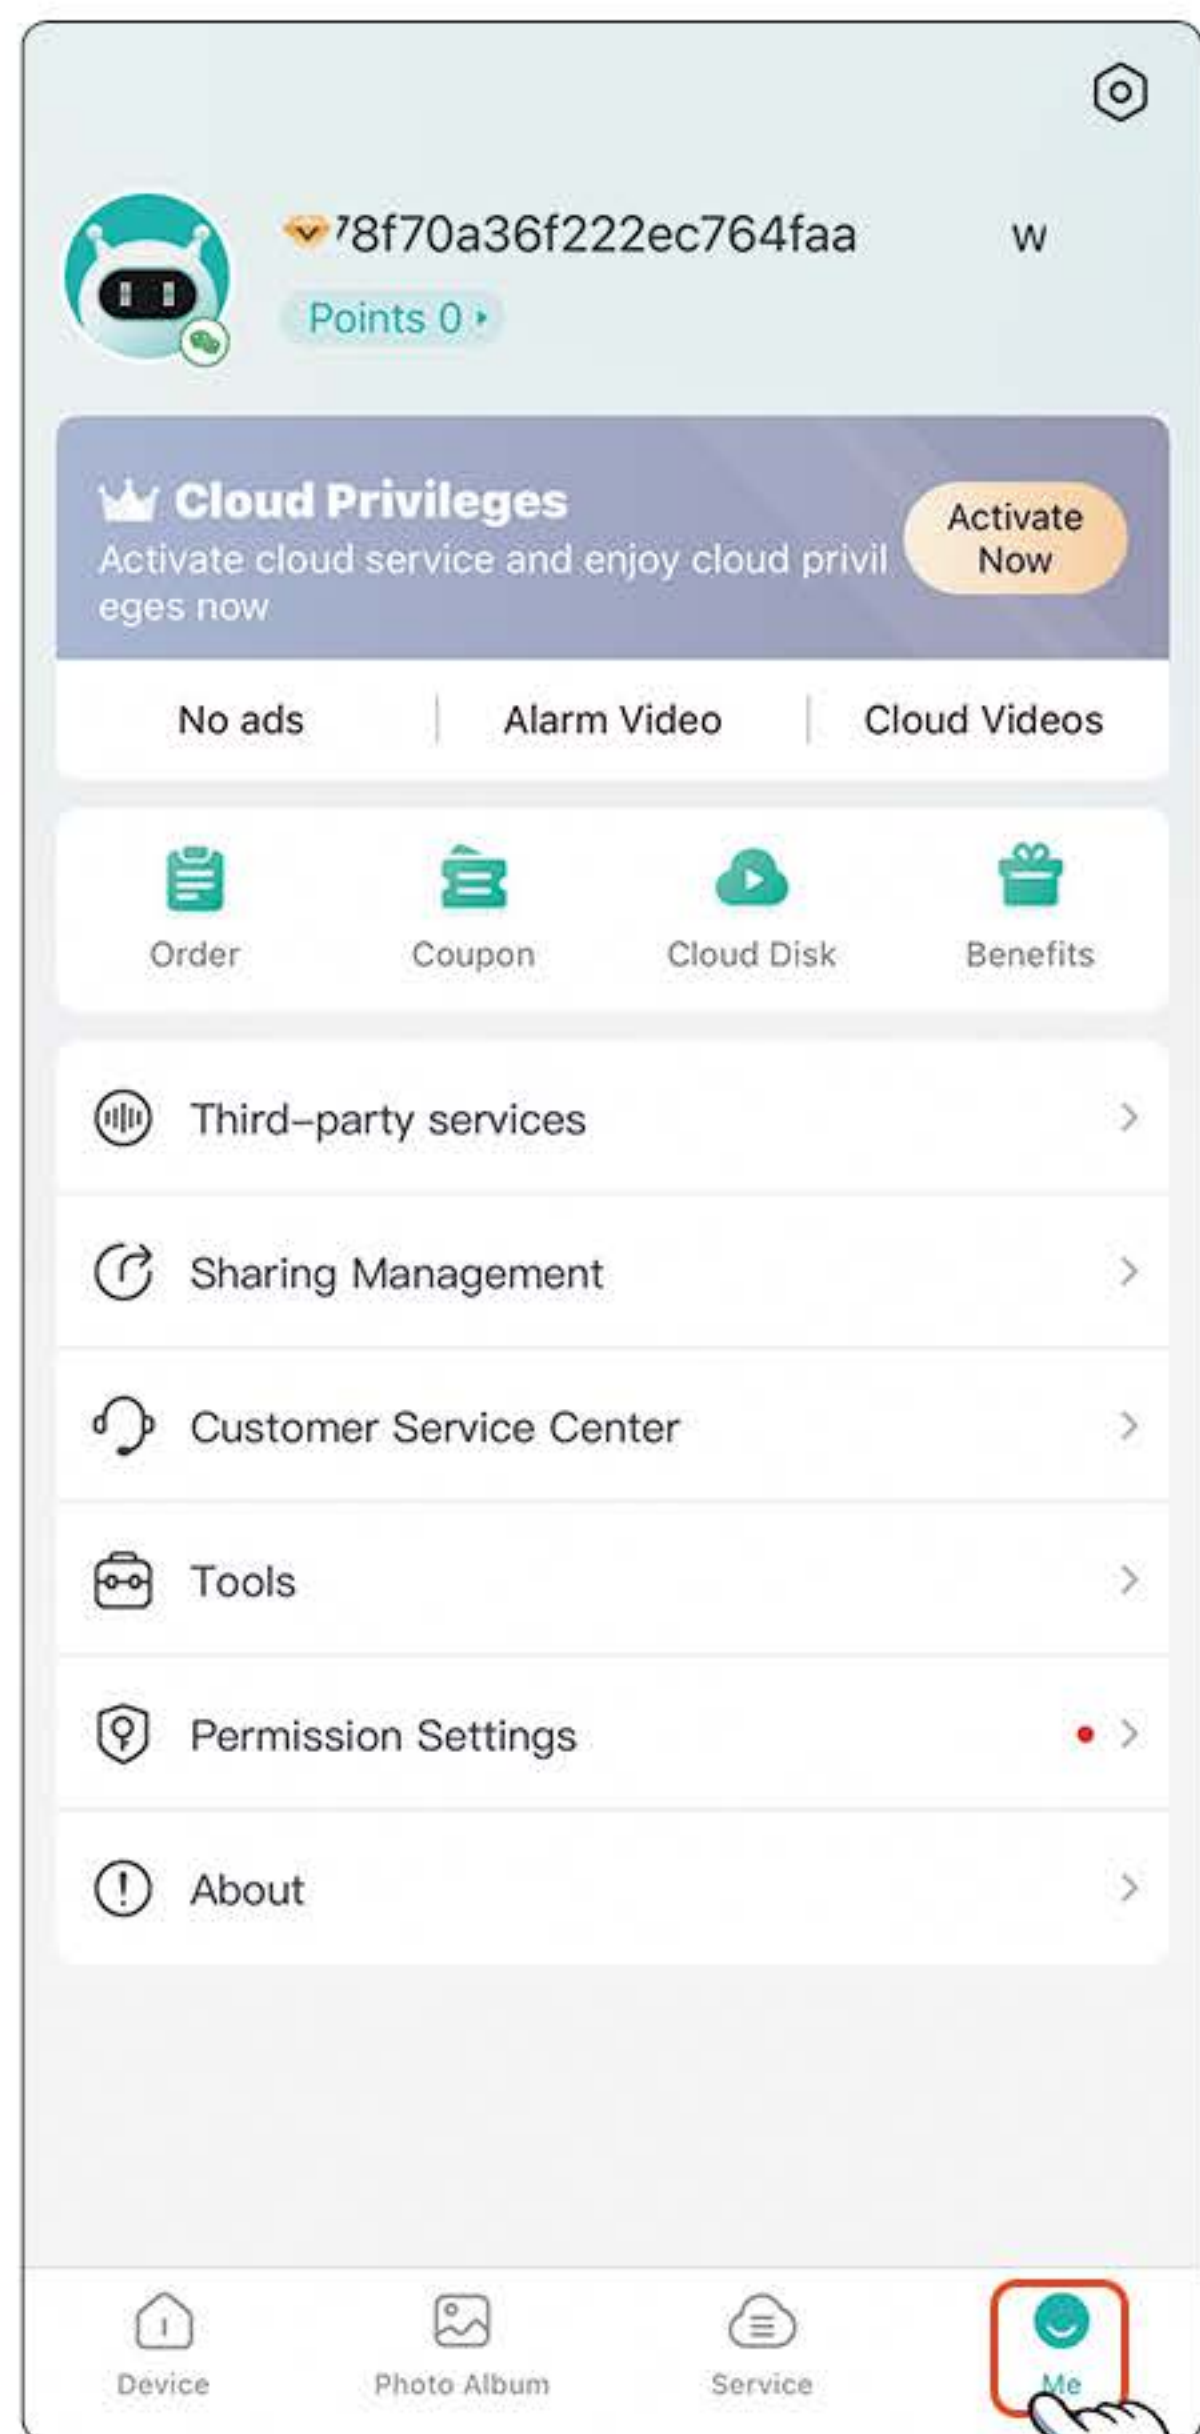 78f70a36f222ec764faa W
Points 0
Cloud Privileges
Activate cloud service and enjoy cloud privil
eges now
Activate
Now
No ads
Alarm Video
Cloud Videos
Order
Coupon
Cloud Disk
Benefits
Third-party services
Sharing Management
Customer Service Center
Tools
Permission Settings
About
Device
Photo Album
Service
Me